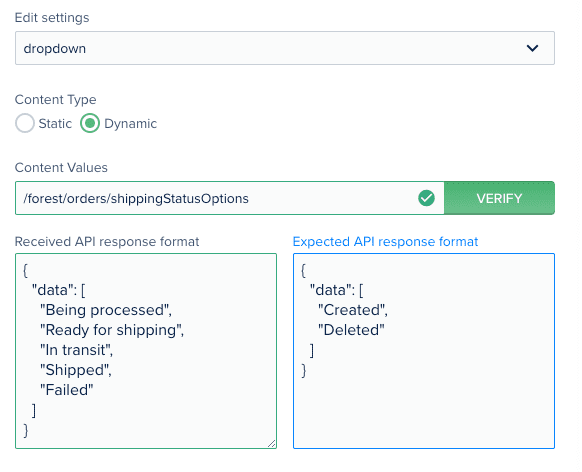 Edit settings
dropdown
Content Type
Static Dynamic
Content Values
/forest/orders/shippingStatusOptions VERIFY
Received API response format
{
"data": [
"Being processed",
"Ready for shipping",
"In transit",
"Shipped",
"Failed"
]
}
Expected API response format
{
"data": [
"Created",
"Deleted"
]
}